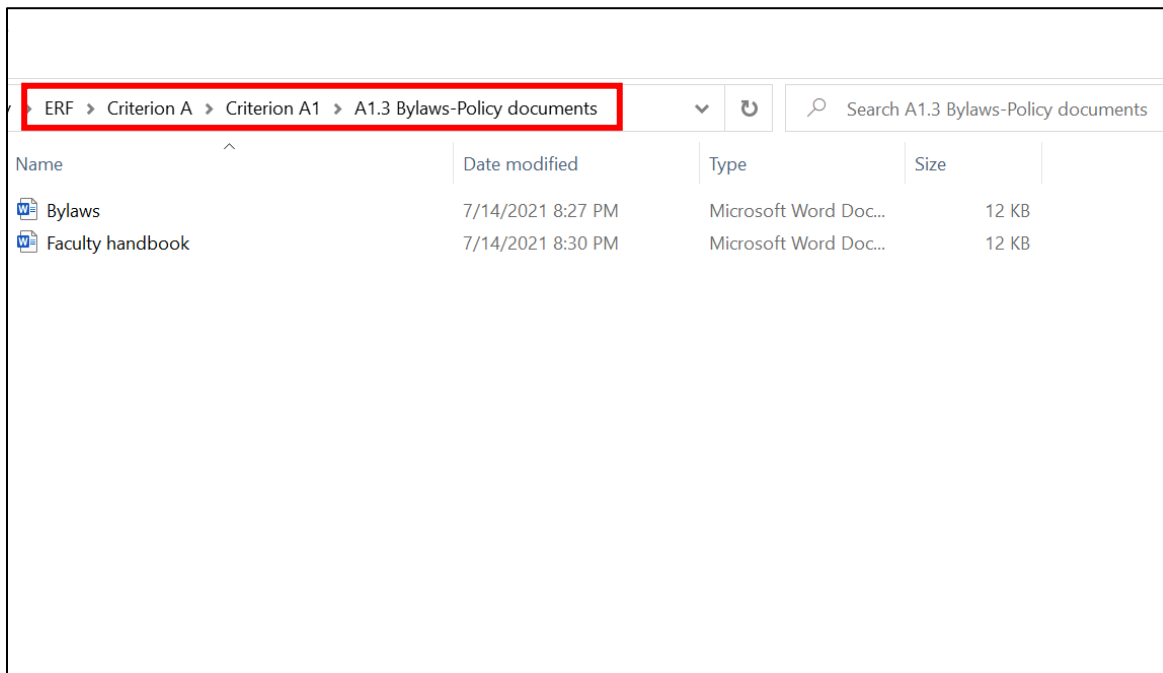 ERF > Criterion A > Criterion A1 > A1.3 Bylaws-Policy documents Search A1.3 Bylaws-Policy documents
Name Date modified Type Size
Bylaws 7/14/2021 8:27 PM Microsoft Word Doc... 12 KB
Faculty handbook 7/14/2021 8:30 PM Microsoft Word Doc... 12 KB